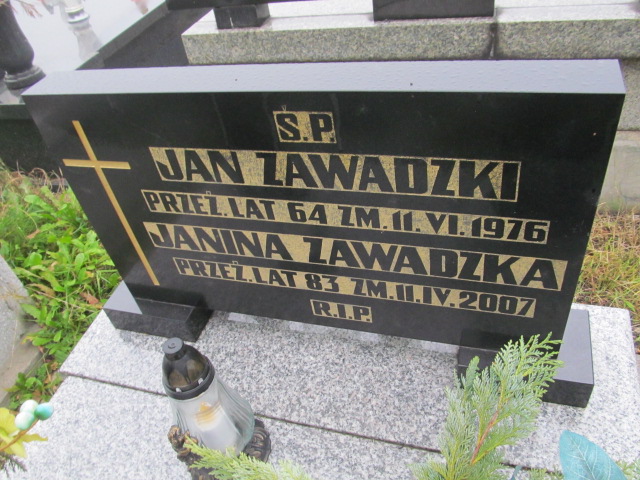 Ś.P.
JAN ZAWADZKI
PRZEŻ. LAT 64 ZM. 11.VI.1976
JANINA ZAWADZKA
PRZEŻ. LAT 83 ZM. 11.IV.2007
R.I.P.